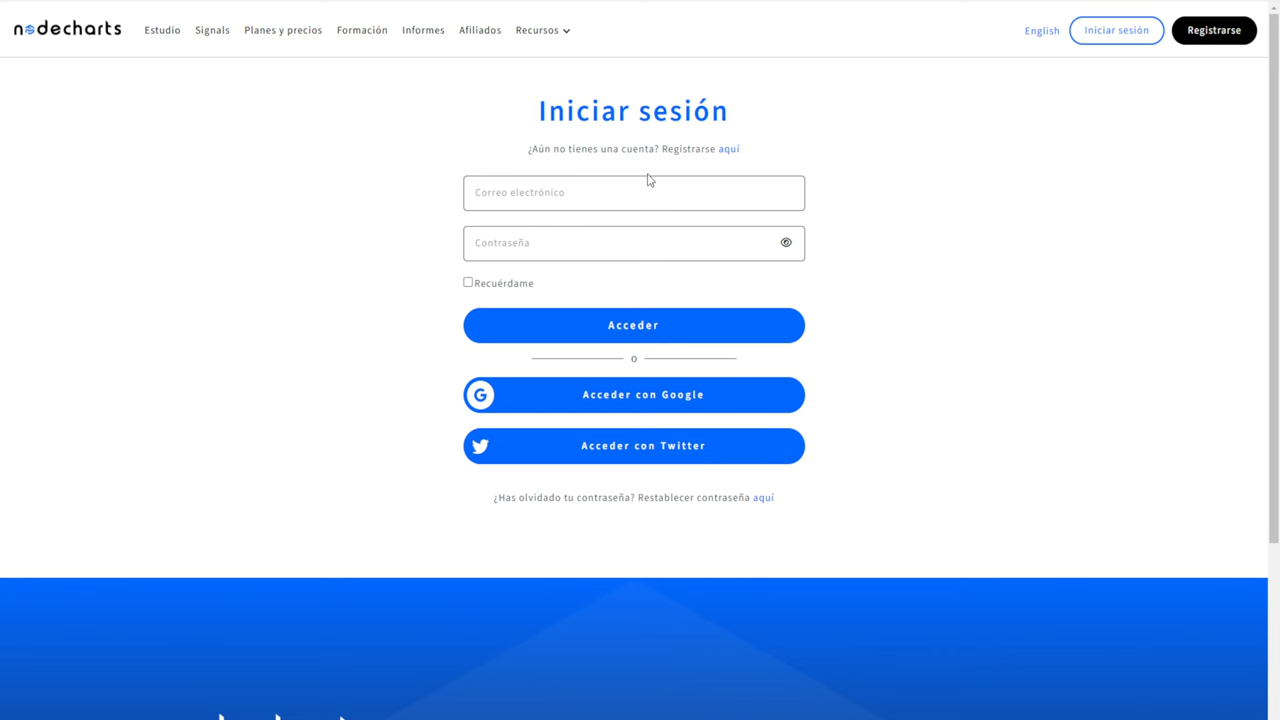 nodecharts
Estudio
Signals
Planes y precios
Formación
Informes
Afiliados
Recursos
English
Iniciar sesión
Registrarse
Iniciar sesión
¿Aún no tienes una cuenta? Registrarse aquí
Correo electrónico
Contraseña
Recuérdame
Acceder
o
Acceder con Google
Acceder con Twitter
¿Has olvidado tu contraseña? Restablecer contraseña aquí